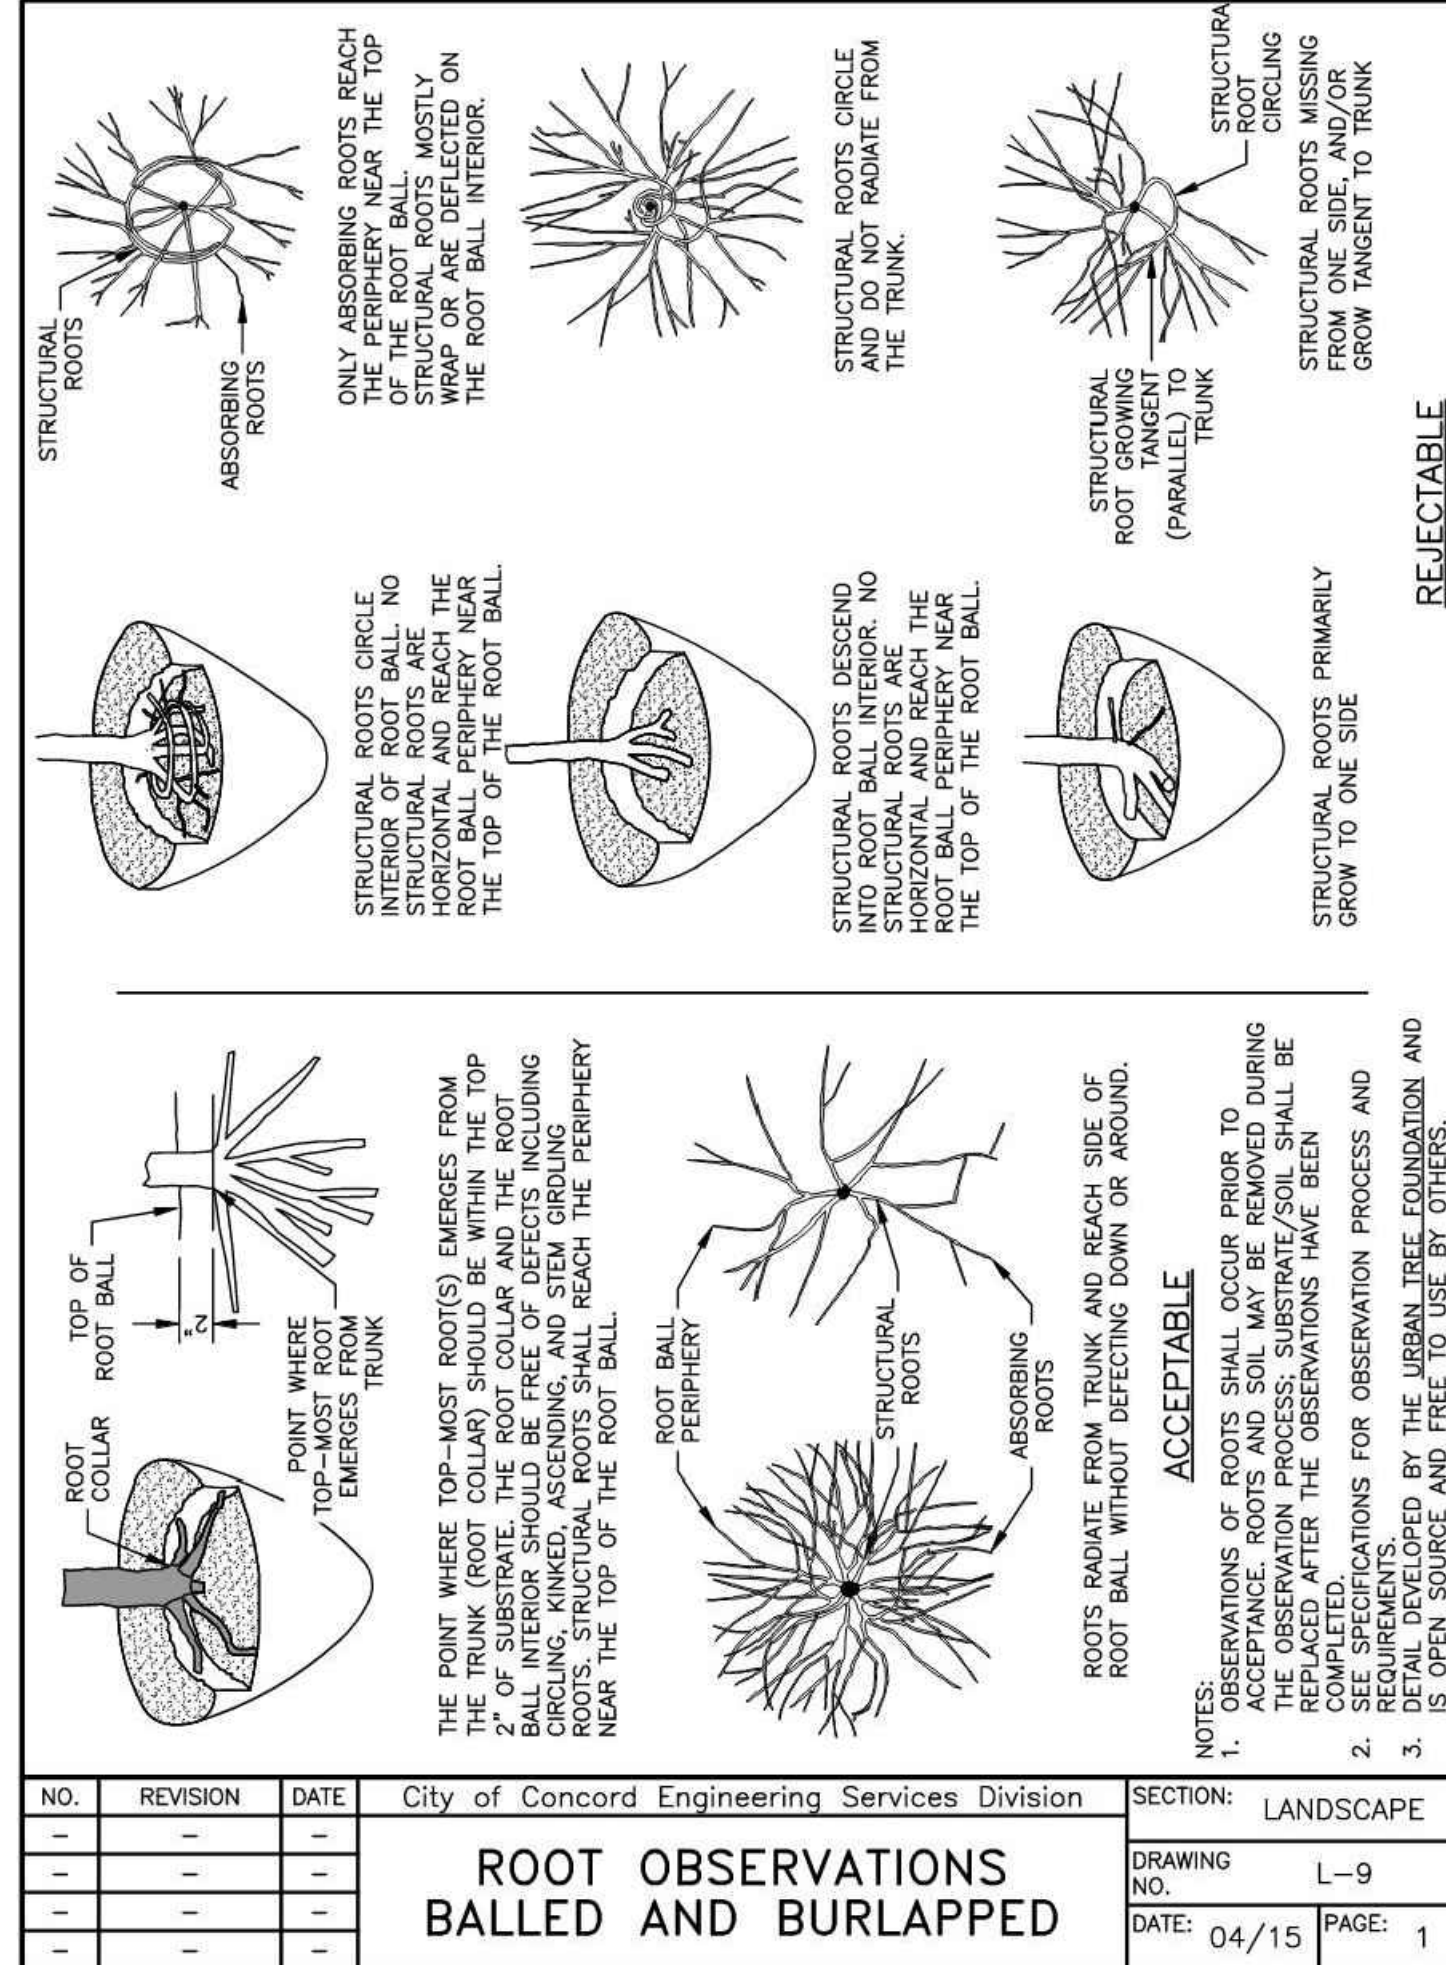 ROOT
COLLAR
TOP OF
ROOT BALL
2"
POINT WHERE
TOP-MOST ROOT
EMERGES FROM
TRUNK
THE POINT WHERE TOP-MOST ROOT(S) EMERGES FROM
THE TRUNK (ROOT COLLAR) SHOULD BE WITHIN THE TOP
2" OF SUBSTRATE. THE ROOT COLLAR AND THE ROOT
BALL INTERIOR SHOULD BE FREE OF DEFECTS INCLUDING
CIRCLING, KINKED, ASCENDING, AND STEM GIRDLING
ROOTS. STRUCTURAL ROOTS SHALL REACH THE PERIPHERY
NEAR THE TOP OF THE ROOT BALL.
ROOT BALL
PERIPHERY
STRUCTURAL
ROOTS
ABSORBING
ROOTS
ROOTS RADIATE FROM TRUNK AND REACH SIDE OF
ROOT BALL WITHOUT DEFECTING DOWN OR AROUND.
ACCEPTABLE
NOTES:
1. OBSERVATIONS OF ROOTS SHALL OCCUR PRIOR TO
ACCEPTANCE. ROOTS AND SOIL MAY BE REMOVED DURING
THE OBSERVATION PROCESS; SUBSTRATE/SOIL SHALL BE
REPLACED AFTER THE OBSERVATIONS HAVE BEEN
COMPLETED.
2. SEE SPECIFICATIONS FOR OBSERVATION PROCESS AND
REQUIREMENTS.
3. DETAIL DEVELOPED BY THE URBAN TREE FOUNDATION AND
IS OPEN SOURCE AND FREE TO USE BY OTHERS.
STRUCTURAL ROOTS CIRCLE
INTERIOR OF ROOT BALL. NO
STRUCTURAL ROOTS ARE
HORIZONTAL AND REACH THE
ROOT BALL PERIPHERY NEAR
THE TOP OF THE ROOT BALL.
STRUCTURAL ROOTS DESCEND
INTO ROOT BALL INTERIOR. NO
STRUCTURAL ROOTS ARE
HORIZONTAL AND REACH THE
ROOT BALL PERIPHERY NEAR
THE TOP OF THE ROOT BALL.
STRUCTURAL ROOTS PRIMARILY
GROW TO ONE SIDE
STRUCTURAL
ROOTS
ABSORBING
ROOTS
ONLY ABSORBING ROOTS REACH
THE PERIPHERY NEAR THE TOP
OF THE ROOT BALL.
STRUCTURAL ROOTS MOSTLY
WRAP OR ARE DEFLECTED ON
THE ROOT BALL INTERIOR.
STRUCTURAL ROOTS CIRCLE
AND DO NOT RADIATE FROM
THE TRUNK.
STRUCTURAL
ROOT GROWING
TANGENT
(PARALLEL) TO
TRUNK
STRUCTURA
ROOT
CIRCLING
STRUCTURAL ROOTS MISSING
FROM ONE SIDE, AND/OR
GROW TANGENT TO TRUNK
REJECTABLE
NO. REVISION DATE
- - -
- - -
- - -
- - -
City of Concord Engineering Services Division
ROOT OBSERVATIONS
BALLED AND BURLAPPED
SECTION: LANDSCAPE
DRAWING
NO. L-9
DATE: 04/15 PAGE: 1